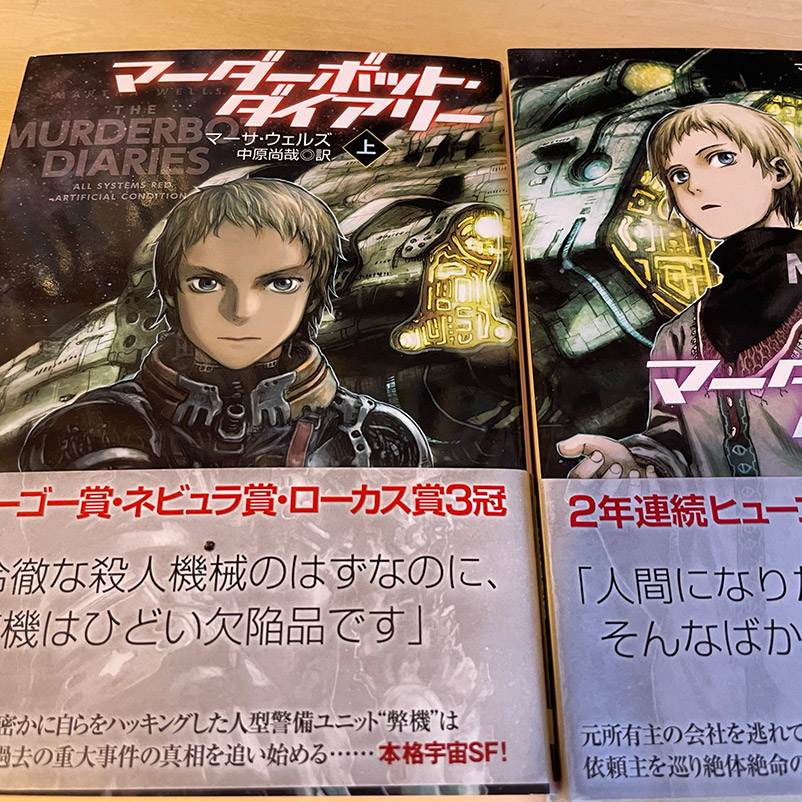 マーダーボット・
ダイアリー
THE
DIARIES
マーサ・ウェルズ
中原尚哉◎訳
上
ALL SYSTEMS RED
ARTIFICIAL CONDITION
ーゴー賞・ネビュラ賞・ローカス賞3冠
徹な殺人機械のはずなのに、
機はひどい欠陥品です」
密かに自らをハッキングした人型警備ユニット“弊機”は
過去の重大事件の真相を追い始める……本格宇宙SF!
マーダ
2年連続ヒュー
「人間になりた
そんなばか
元所有主の会社を逃れて
依頼主を巡り絶体絶命の